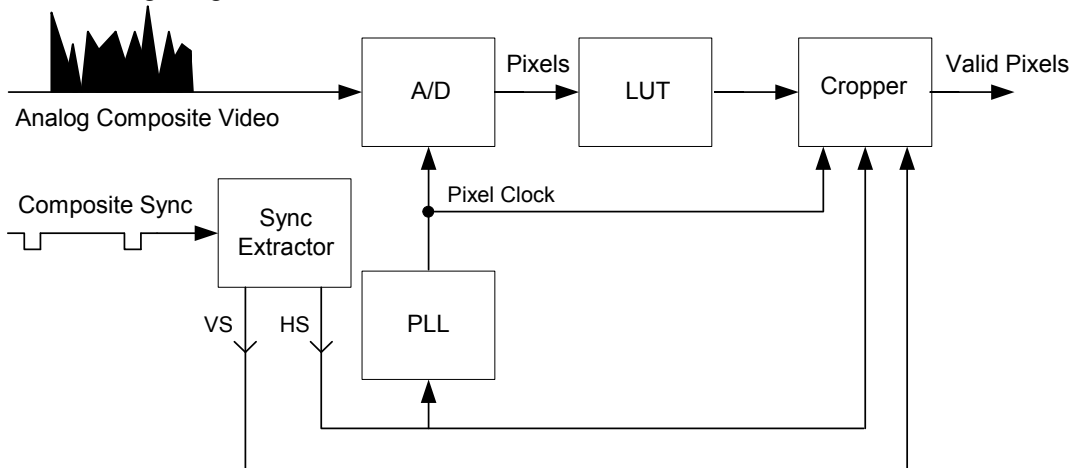 A/D
Pixels
LUT
Cropper
Valid Pixels
Analog Composite Video
Composite Sync
Sync
Extractor
Pixel Clock
VS
HS
PLL